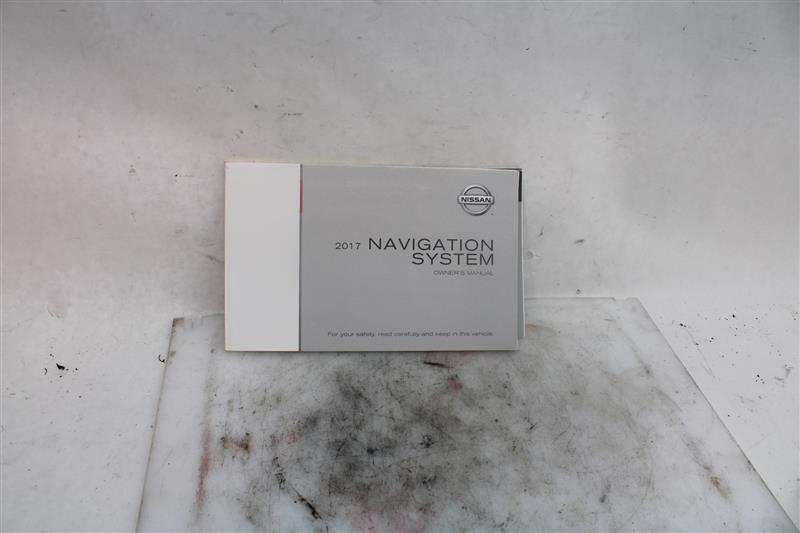 NISSAN
2017 NAVIGATION
SYSTEM
OWNER'S MANUAL
For your safety, read carefully and keep in this vehicle.